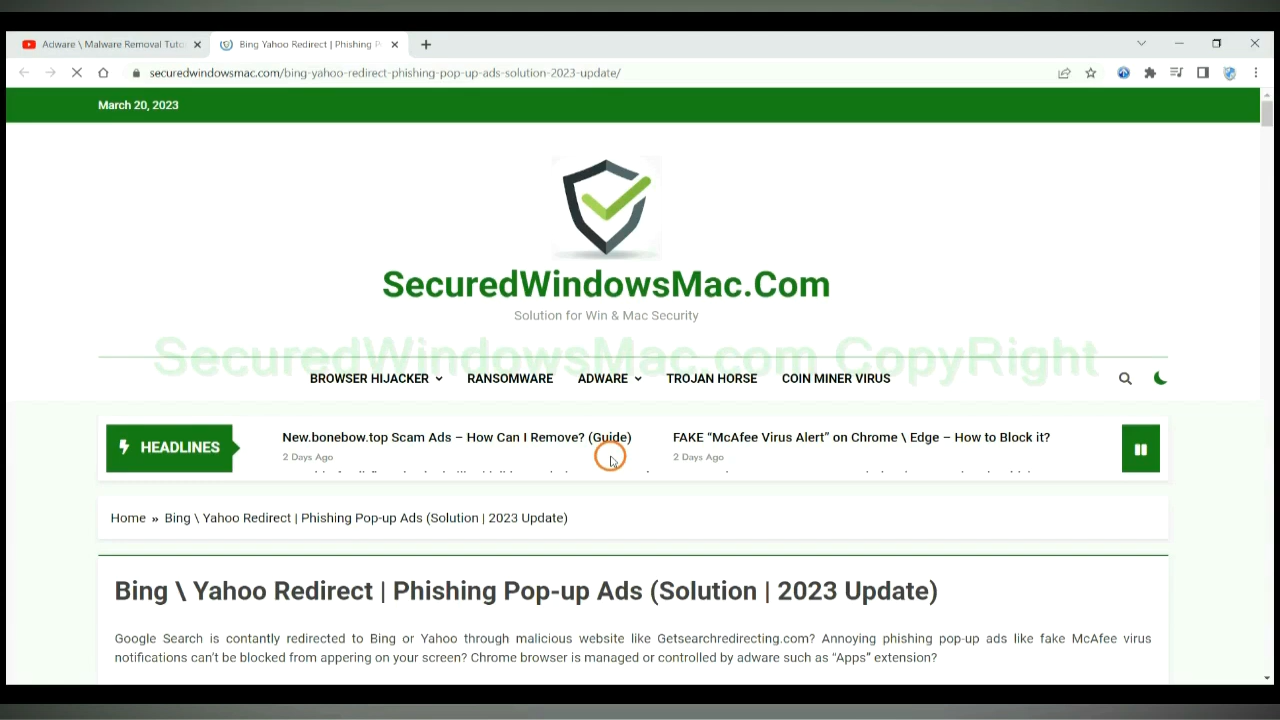 Adware \ Malware Removal Tuto
Bing Yahoo Redirect | Phishing P
securedwindowsmac.com/bing-yahoo-redirect-phishing-pop-up-ads-solution-2023-update/
March 20, 2023
SecuredWindowsMac.Com
Solution for Win & Mac Security
SecuredWindowsMac.com CopyRight
BROWSER HIJACKER RANSOMWARE ADWARE TROJAN HORSE COIN MINER VIRUS
HEADLINES
New.bonebow.top Scam Ads – How Can I Remove? (Guide)
2 Days Ago
FAKE “McAfee Virus Alert” on Chrome \ Edge – How to Block it?
2 Days Ago
Home » Bing \ Yahoo Redirect | Phishing Pop-up Ads (Solution | 2023 Update)
Bing \ Yahoo Redirect | Phishing Pop-up Ads (Solution | 2023 Update)
Google Search is contantly redirected to Bing or Yahoo through malicious website like Getsearchredirecting.com? Annoying phishing pop-up ads like fake McAfee virus
notifications can’t be blocked from appering on your screen? Chrome browser is managed or controlled by adware such as “Apps” extension?